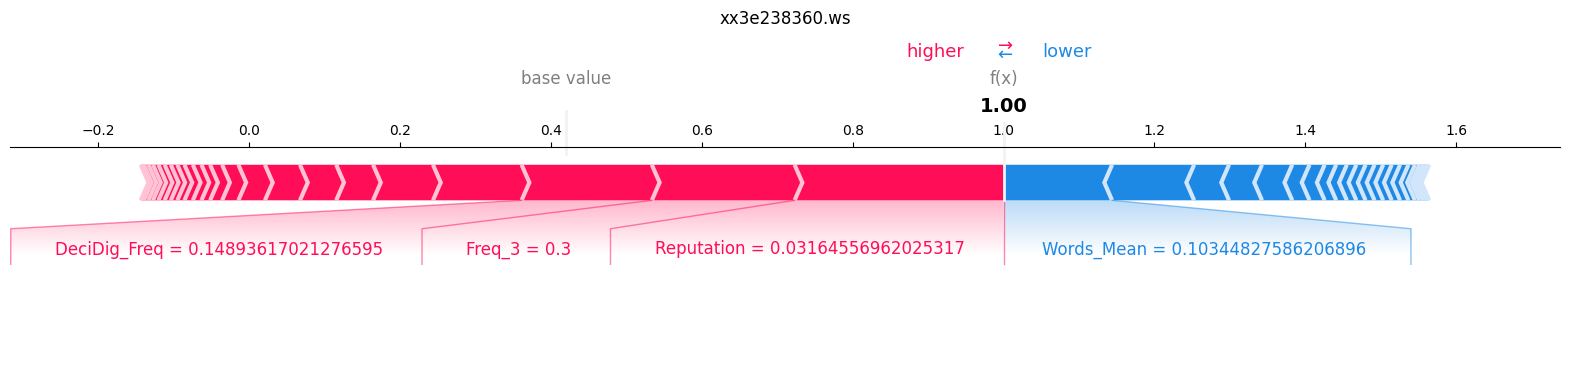 xx3e238360.ws
higher ⇄ lower
base value f(x)
1.00
−0.2 0.0 0.2 0.4 0.6 0.8 1.0 1.2 1.4 1.6
DeciDig_Freq = 0.14893617021276595 Freq_3 = 0.3 Reputation = 0.03164556962025317 Words_Mean = 0.10344827586206896